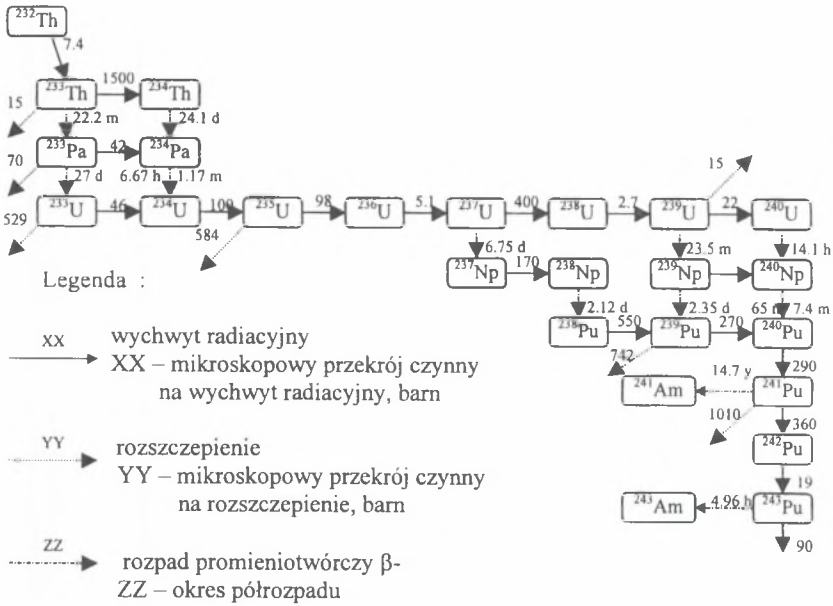 ²³²Th
7.4
²³³Th 1500 ²³⁴Th
15 22.2 m 24.1 d
²³³Pa 42 ²³⁴Pa
70 27 d 6.67 h 1.17 m 15
²³³U 46 ²³⁴U 100 ²³⁵U 98 ²³⁶U 5.1 ²³⁷U 400 ²³⁸U 2.7 ²³⁹U 22 ²⁴⁰U
529 584 6.75 d 23.5 m 14.1 h
²³⁷Np 170 ²³⁸Np ²³⁹Np ²⁴⁰Np
2.12 d 2.35 d 65 7.4 m
²³⁸Pu 550 ²³⁹Pu 270 ²⁴⁰Pu
742 290
²⁴¹Am 14.7 y ²⁴¹Pu
1010 360
²⁴²Pu
19
²⁴³Am 4.96 h ²⁴³Pu
90
Legenda :
XX wychwyt radiacyjny
XX – mikroskopowy przekrój czynny
na wychwyt radiacyjny, barn
YY rozszczepienie
YY – mikroskopowy przekrój czynny
na rozszczepienie, barn
ZZ rozpad promieniotwórczy β-
ZZ – okres półrozpadu